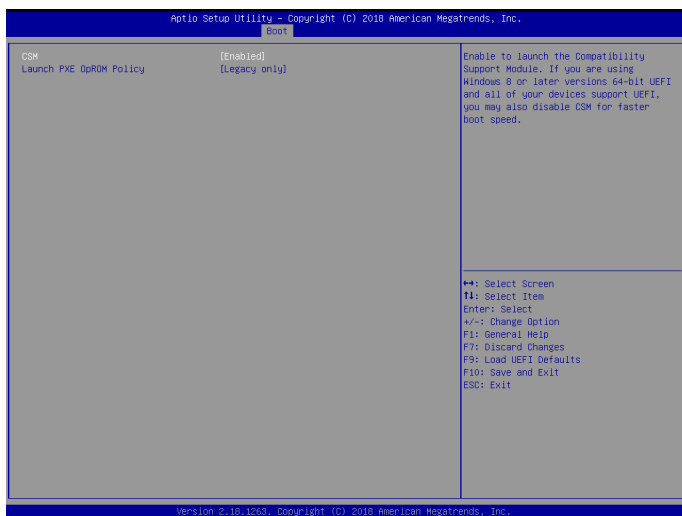 Aptio Setup Utility – Copyright (C) 2018 American Megatrends, Inc.
Boot
CSM [Enabled]
Launch PXE OpROM Policy [Legacy only]
Enable to launch the Compatibility
Support Module. If you are using
Windows 8 or later versions 64-bit UEFI
and all of your devices support UEFI,
you may also disable CSM for faster
boot speed.
↔: Select Screen
↑↓: Select Item
Enter: Select
+/-: Change Option
F1: General Help
F7: Discard Changes
F9: Load UEFI Defaults
F10: Save and Exit
ESC: Exit
Version 2.18.1263. Copyright (C) 2018 American Megatrends, Inc.